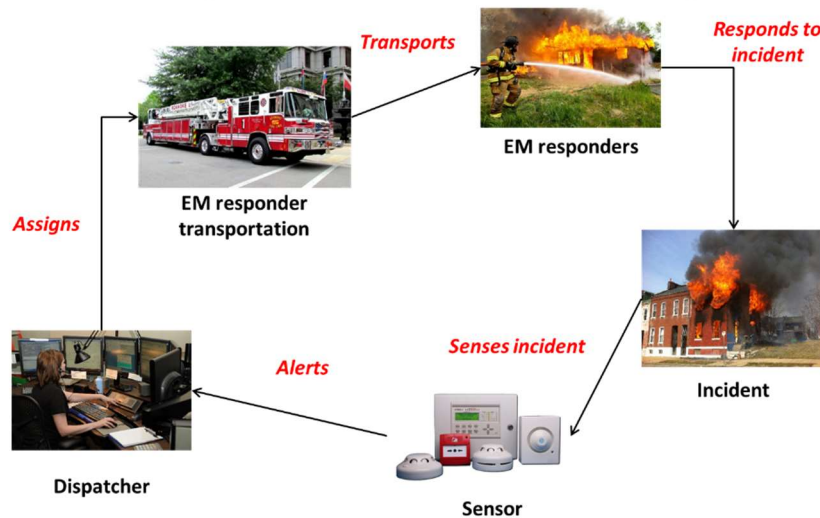 Transports
Responds to
incident
EM responders
EM responder
transportation
Assigns
Incident
Senses incident
Alerts
Dispatcher
Sensor